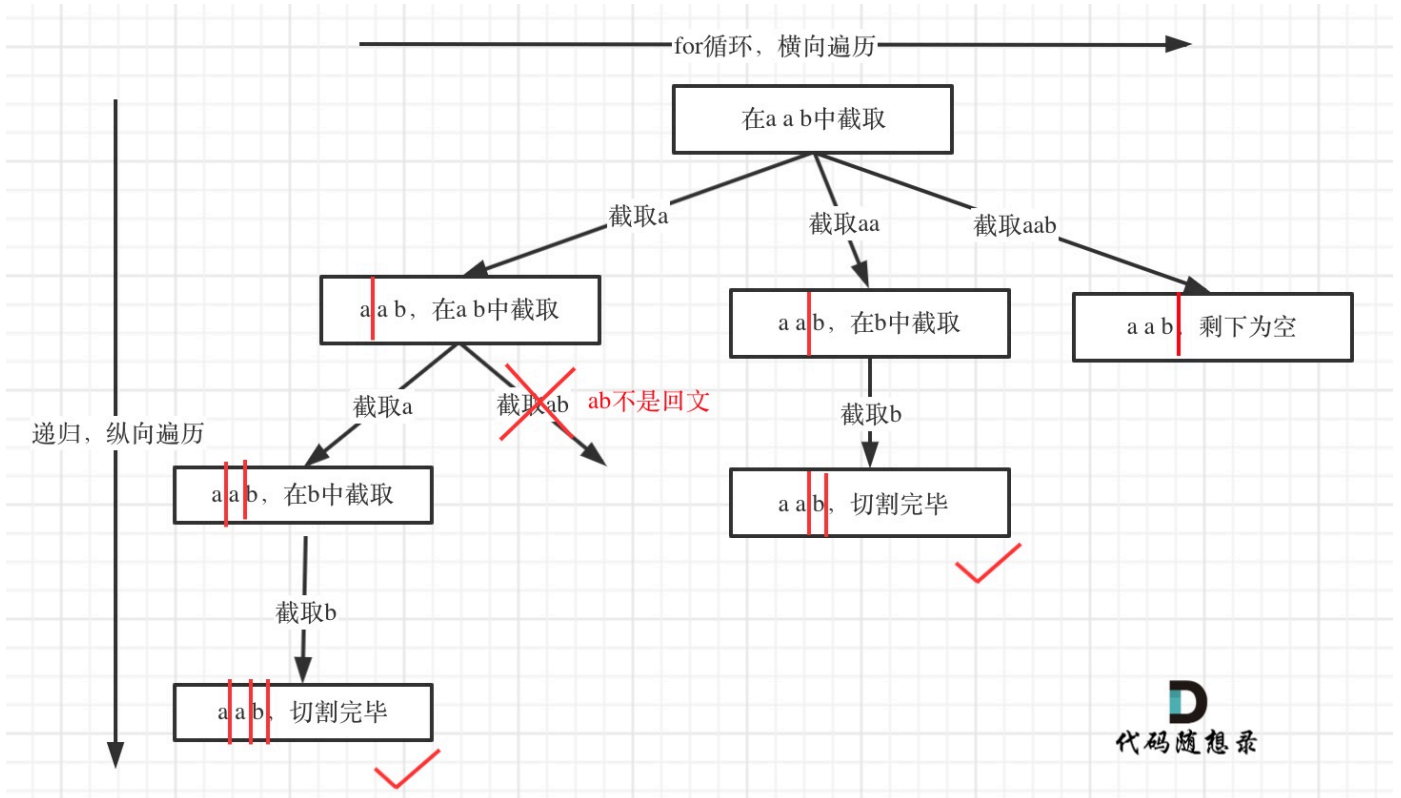 for循环，横向遍历
在a a b中截取
截取a
截取aa
截取aab
a a b，在a b中截取
a a b，在b中截取
a a b，剩下为空
截取a
截取ab
ab不是回文
截取b
递归，纵向遍历
a a b，在b中截取
a a b，切割完毕
截取b
a a b，切割完毕
代码随想录